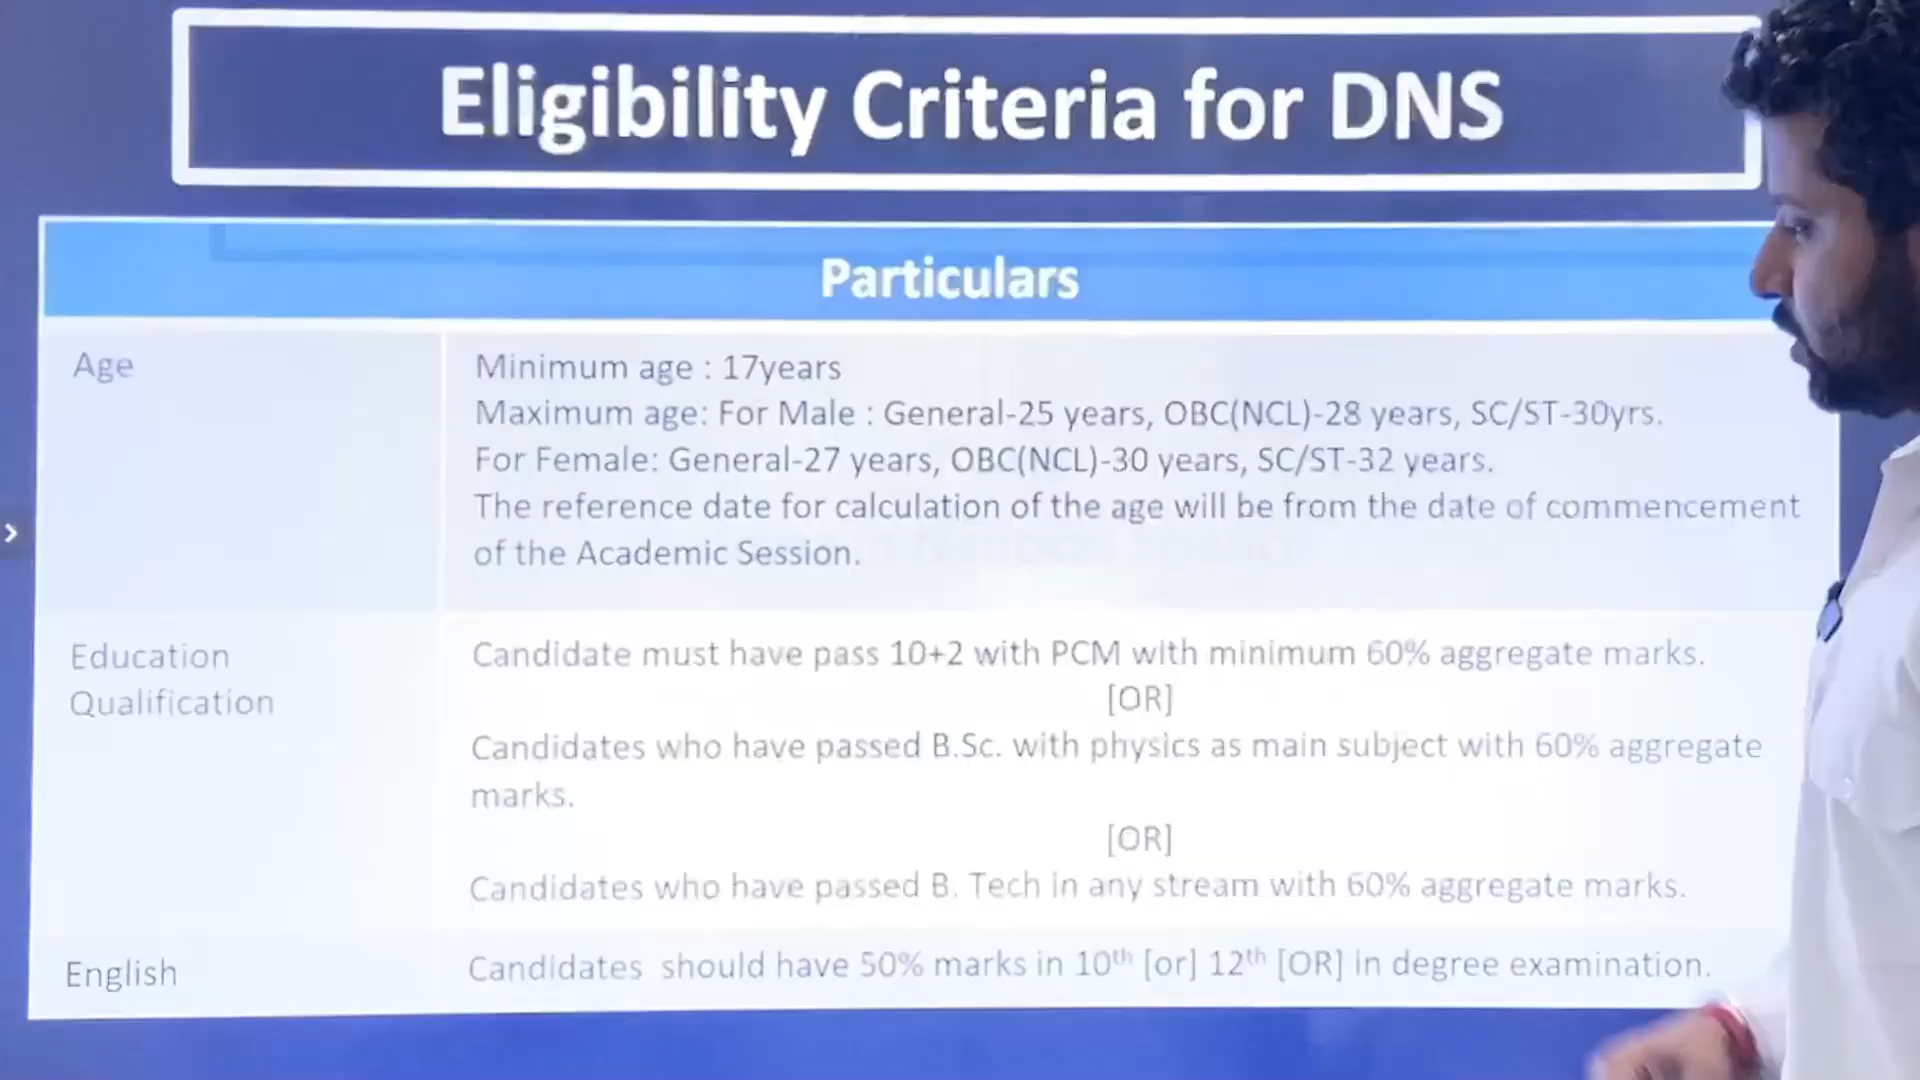 Eligibility Criteria for DNS
Particulars
Age
Minimum age : 17years
Maximum age: For Male : General-25 years, OBC(NCL)-28 years, SC/ST-30yrs.
For Female: General-27 years, OBC(NCL)-30 years, SC/ST-32 years.
The reference date for calculation of the age will be from the date of commencement
of the Academic Session.
Education
Qualification
Candidate must have pass 10+2 with PCM with minimum 60% aggregate marks.
[OR]
Candidates who have passed B.Sc. with physics as main subject with 60% aggregate
marks.
[OR]
Candidates who have passed B. Tech in any stream with 60% aggregate marks.
English
Candidates should have 50% marks in 10th [or] 12th [OR] in degree examination.